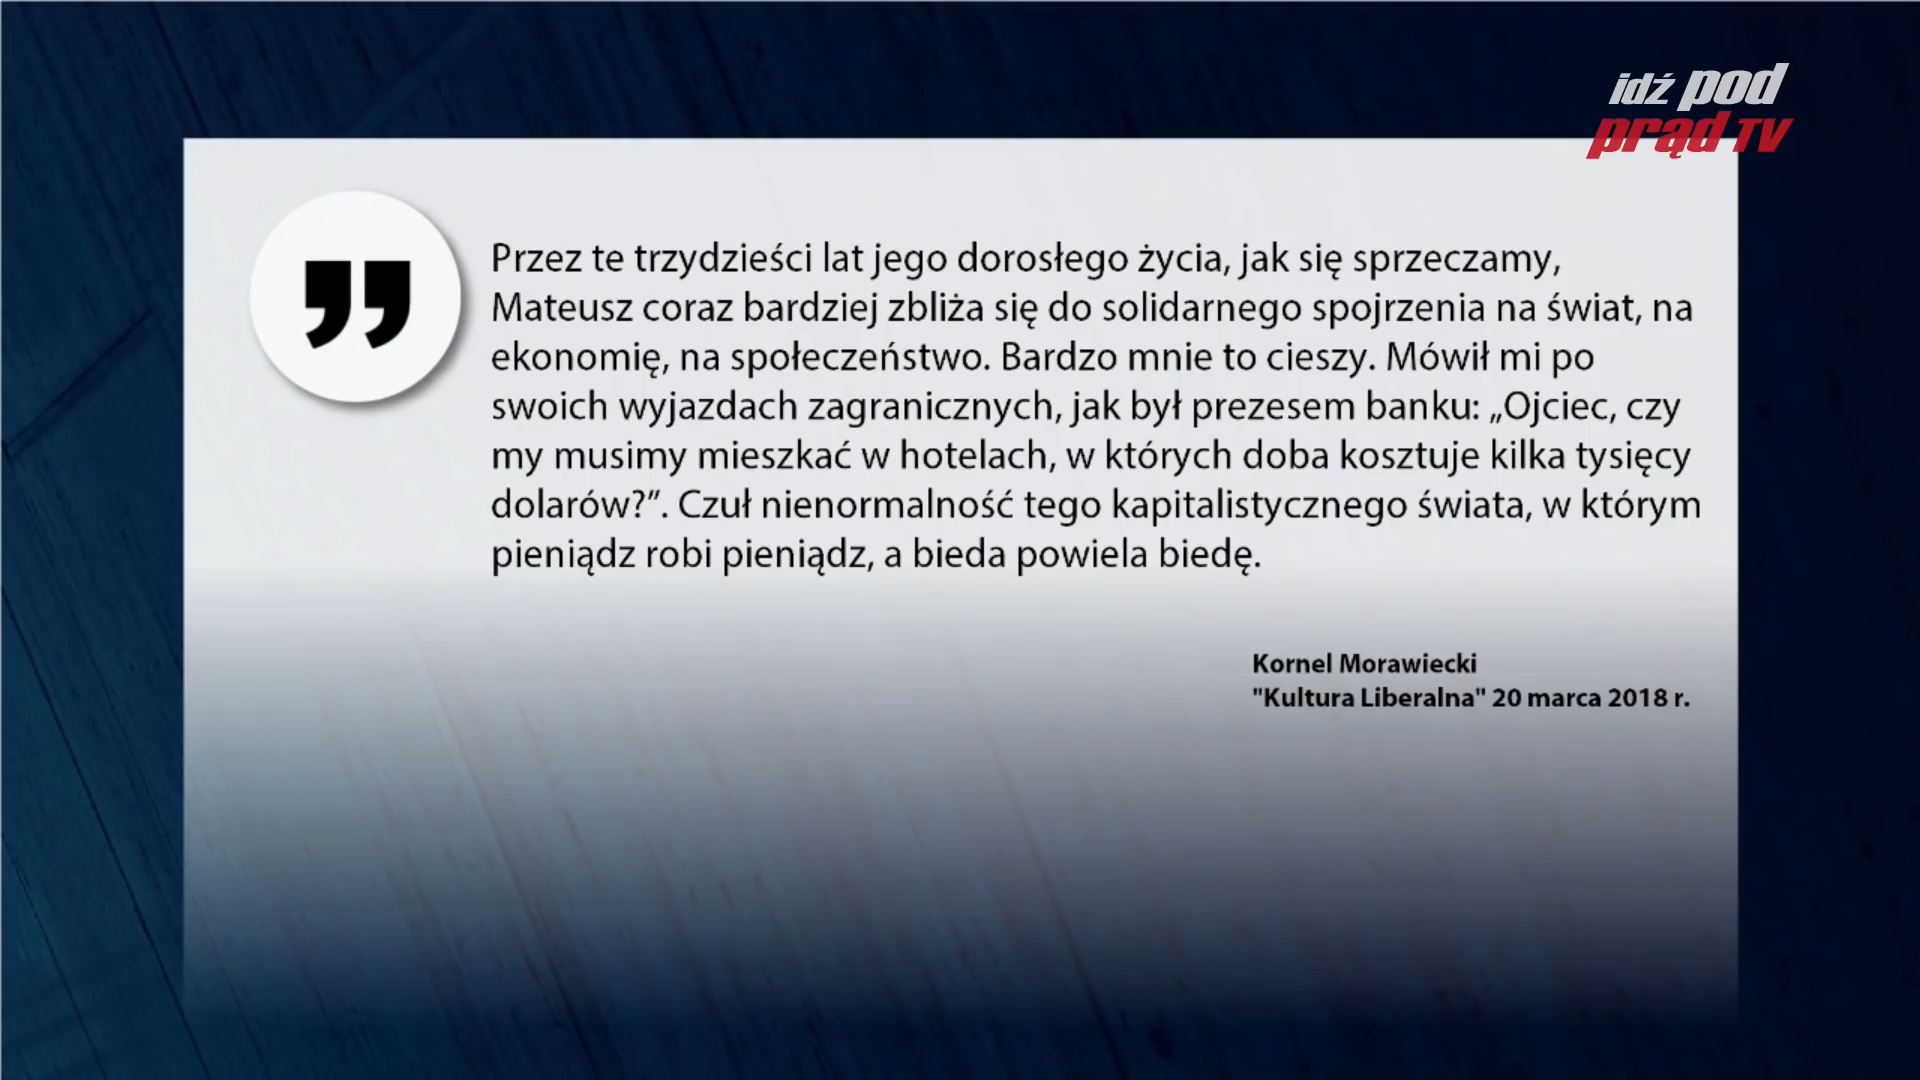 idź pod
prąd TV
Przez te trzydzieści lat jego dorosłego życia, jak się sprzeczamy,
Mateusz coraz bardziej zbliża się do solidarnego spojrzenia na świat, na
ekonomię, na społeczeństwo. Bardzo mnie to cieszy. Mówił mi po
swoich wyjazdach zagranicznych, jak był prezesem banku: „Ojciec, czy
my musimy mieszkać w hotelach, w których doba kosztuje kilka tysięcy
dolarów?”. Czuł nienormalność tego kapitalistycznego świata, w którym
pieniądz robi pieniądz, a bieda powiela biedę.
Kornel Morawiecki
"Kultura Liberalna" 20 marca 2018 r.